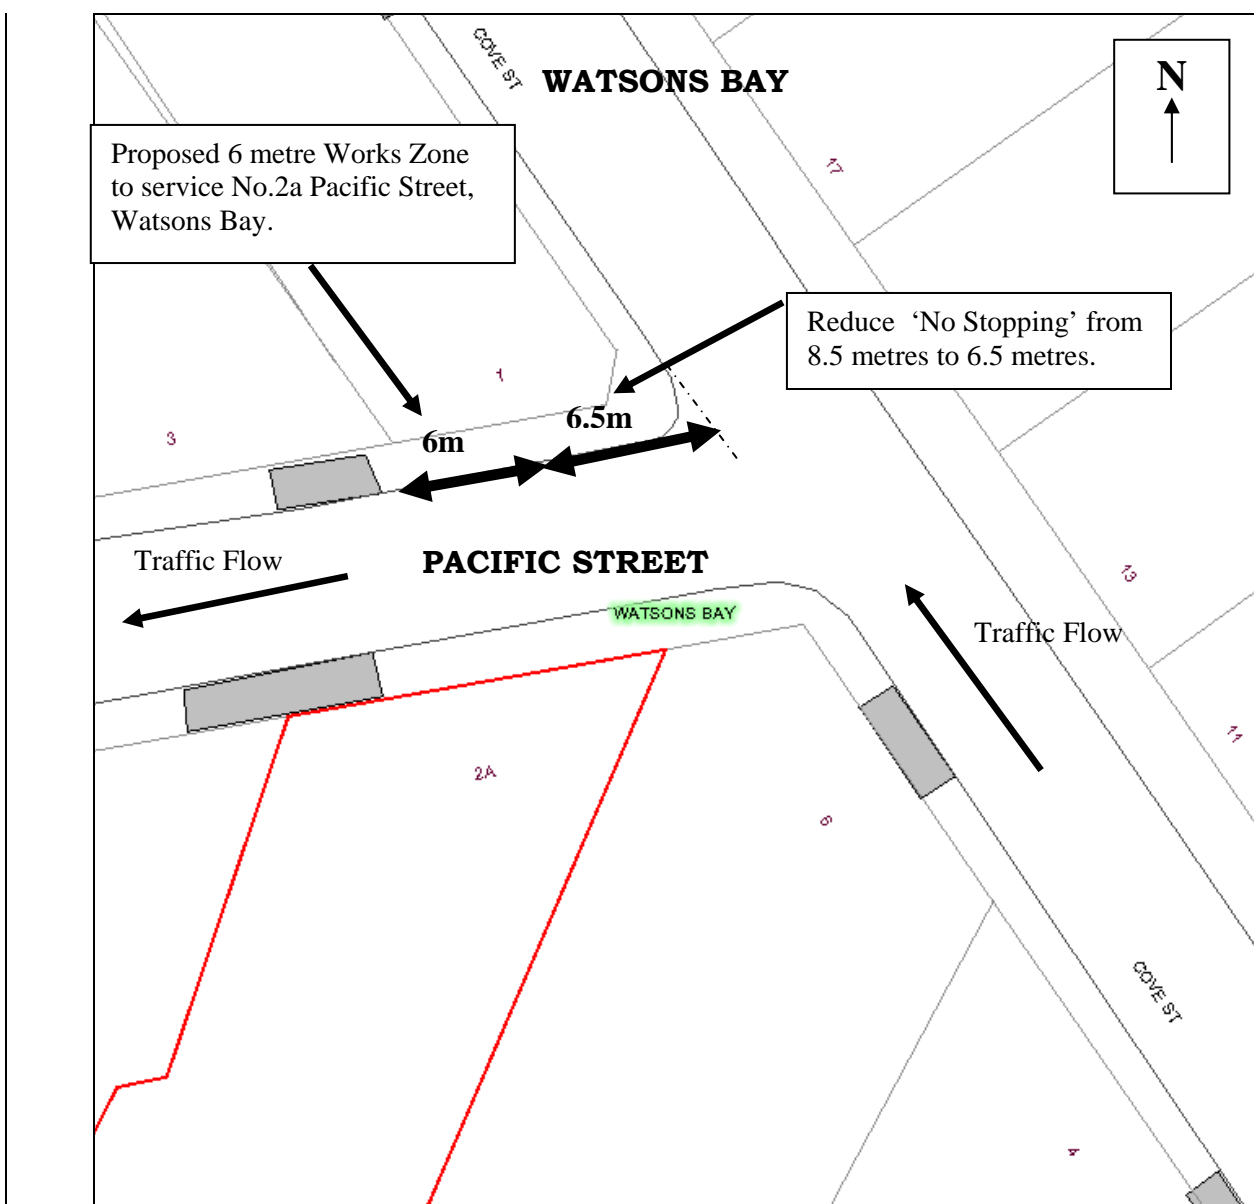 COVE ST
WATSONS BAY
N
Proposed 6 metre Works Zone
to service No.2a Pacific Street,
Watsons Bay.
17
Reduce ‘No Stopping’ from
8.5 metres to 6.5 metres.
1
3
6.5m
6m
Traffic Flow
PACIFIC STREET
WATSONS BAY
13
Traffic Flow
11
2A
6
COVE ST
4